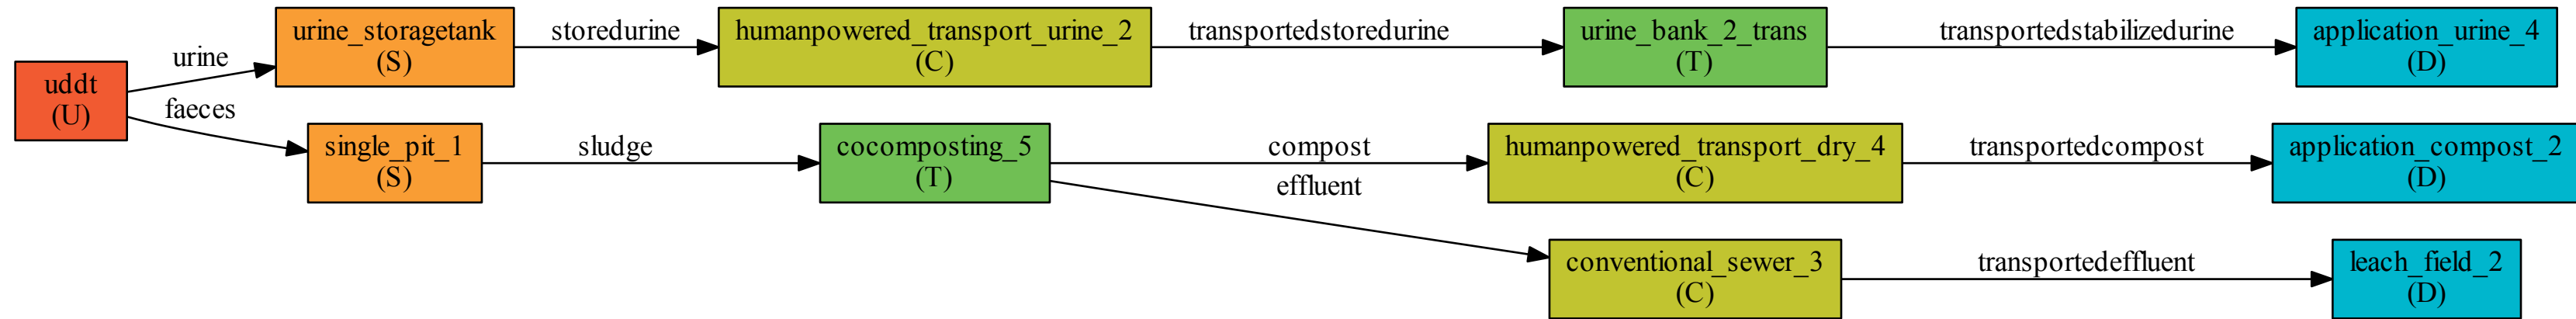 uddt
(U)
urine
faeces
urine_storagetank
(S)
storedurine
humanpowered_transport_urine_2
(C)
transportedstoredurine
urine_bank_2_trans
(T)
transportedstabilizedurine
application_urine_4
(D)
single_pit_1
(S)
sludge
cocomposting_5
(T)
compost
effluent
humanpowered_transport_dry_4
(C)
transportedcompost
application_compost_2
(D)
conventional_sewer_3
(C)
transportedeffluent
leach_field_2
(D)